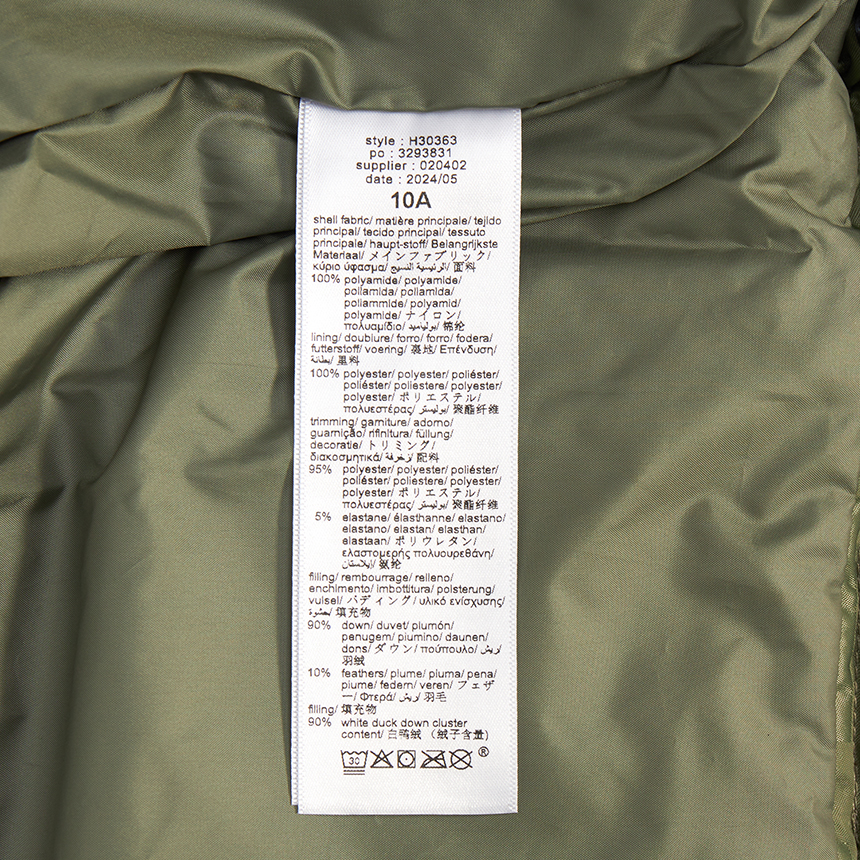 style : H30363
po : 3293831
supplier : 020402
date : 2024/05
10A
shell fabric/ matière principale/ tejido
principal/ tecido principal/ tessuto
principale/ haupt-stoff/ Belangrijkste
Materiaal/ メインファブリック/
κύριο ύφασμα/ الرئيسية النسيج/ 面料
100% polyamide/ polyamide/
poliamida/ poliamida/
poliammide/ polyamid/
polyamide/ ナイロン/
πολυαμίδιο/ بولياميد/ 锦纶
lining/ doublure/ forro/ forro/ fodera/
futterstoff/ voering/ 裏地/ Επένδυση/
بطانة/ 里料
100% polyester/ polyester/ poliéster/
poliéster/ poliestere/ polyester/
polyester/ ポリエステル/
πολυεστέρας/ بوليستر/ 聚酯纤维
trimming/ garniture/ adorno/
guarnição/ rifinitura/ füllung/
decoratie/ トリミング/
διακοσμητικά/ زخرفة/ 配料
95% polyester/ polyester/ poliéster/
poliéster/ poliestere/ polyester/
polyester/ ポリエステル/
πολυεστέρας/ بوليستر/ 聚酯纤维
5% elastane/ élasthanne/ elastano/
elastano/ elastan/ elasthan/
elastaan/ ポリウレタン/
ελαστομερής πολυουρεθάνη/
إيلاستان/ 氨纶
filling/ rembourrage/ relleno/
enchimento/ imbottitura/ polsterung/
vulsel/ パディング/ υλικό ενίσχυσης/
حشوة/ 填充物
90% down/ duvet/ plumón/
penugem/ piumino/ daunen/
dons/ ダウン/ πούπουλο/ ريش/
羽绒
10% feathers/ plume/ piuma/ pena/
piume/ federn/ veren/ フェザ
ー/ Φτερά/ ريش/ 羽毛
filling/ 填充物
90% white duck down cluster
content/ 白鸭绒 （绒子含量)
30 ®